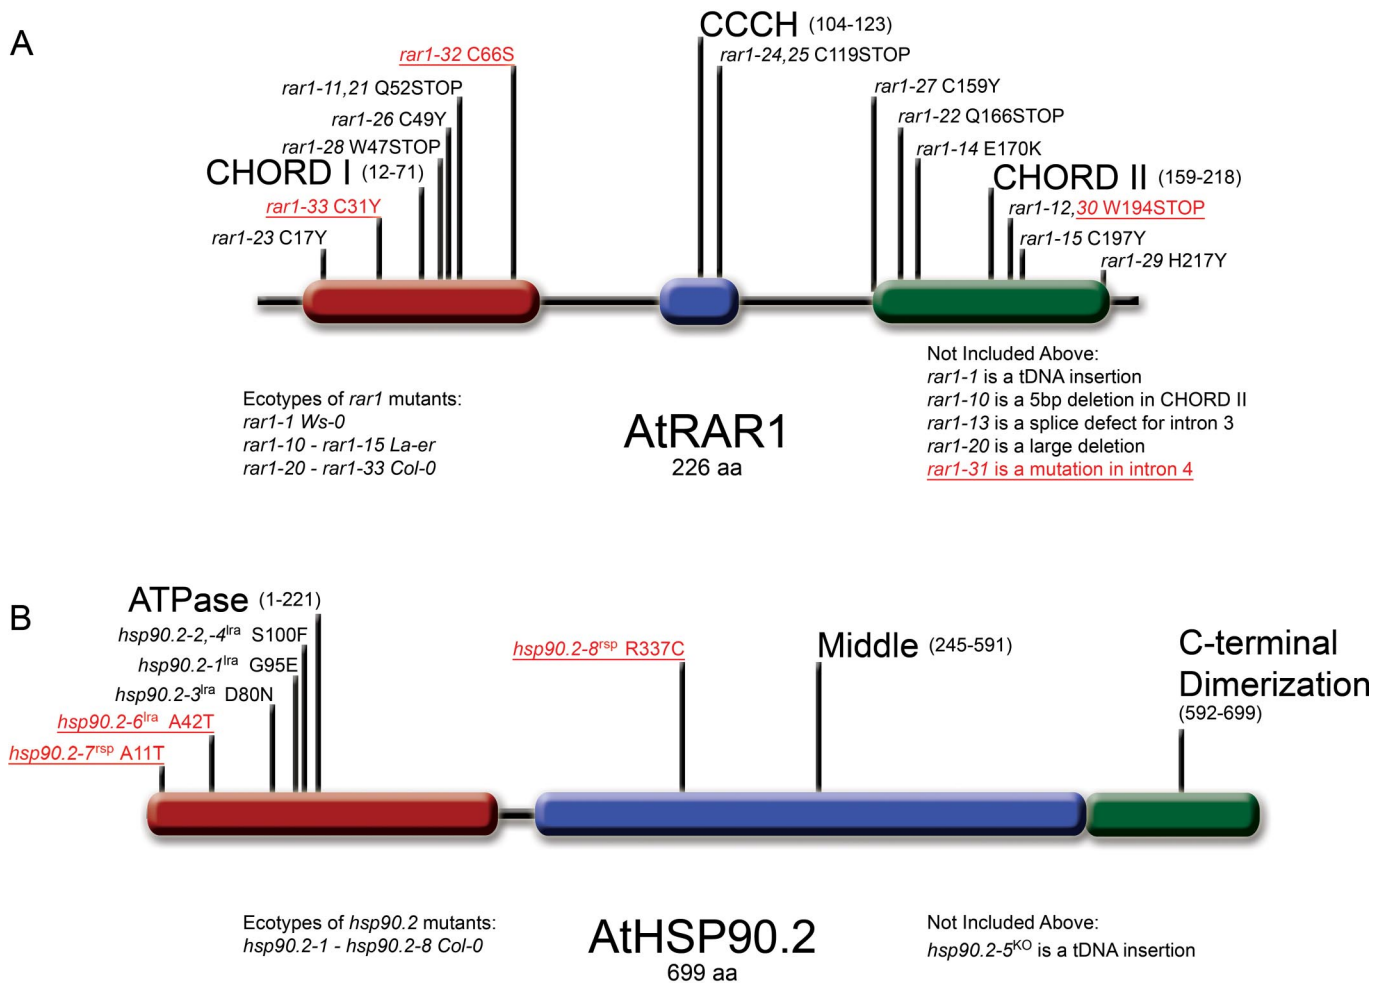 A
CCCH (104-123)
rar1-32 C66S
rar1-24,25 C119STOP
rar1-11,21 Q52STOP
rar1-27 C159Y
rar1-26 C49Y
rar1-22 Q166STOP
rar1-28 W47STOP
rar1-14 E170K
CHORD I (12-71)
CHORD II (159-218)
rar1-33 C31Y
rar1-12,30 W194STOP
rar1-23 C17Y
rar1-15 C197Y
rar1-29 H217Y
Ecotypes of rar1 mutants:
rar1-1 Ws-0
rar1-10 - rar1-15 La-er
rar1-20 - rar1-33 Col-0
AtRAR1
226 aa
Not Included Above:
rar1-1 is a tDNA insertion
rar1-10 is a 5bp deletion in CHORD II
rar1-13 is a splice defect for intron 3
rar1-20 is a large deletion
rar1-31 is a mutation in intron 4
B
ATPase (1-221)
hsp90.2-2,-4lra S100F
hsp90.2-1lra G95E
hsp90.2-3lra D80N
hsp90.2-6lra A42T
hsp90.2-7rsp A11T
hsp90.2-8rsp R337C
Middle (245-591)
C-terminal
Dimerization
(592-699)
Ecotypes of hsp90.2 mutants:
hsp90.2-1 - hsp90.2-8 Col-0
AtHSP90.2
699 aa
Not Included Above:
hsp90.2-5KO is a tDNA insertion